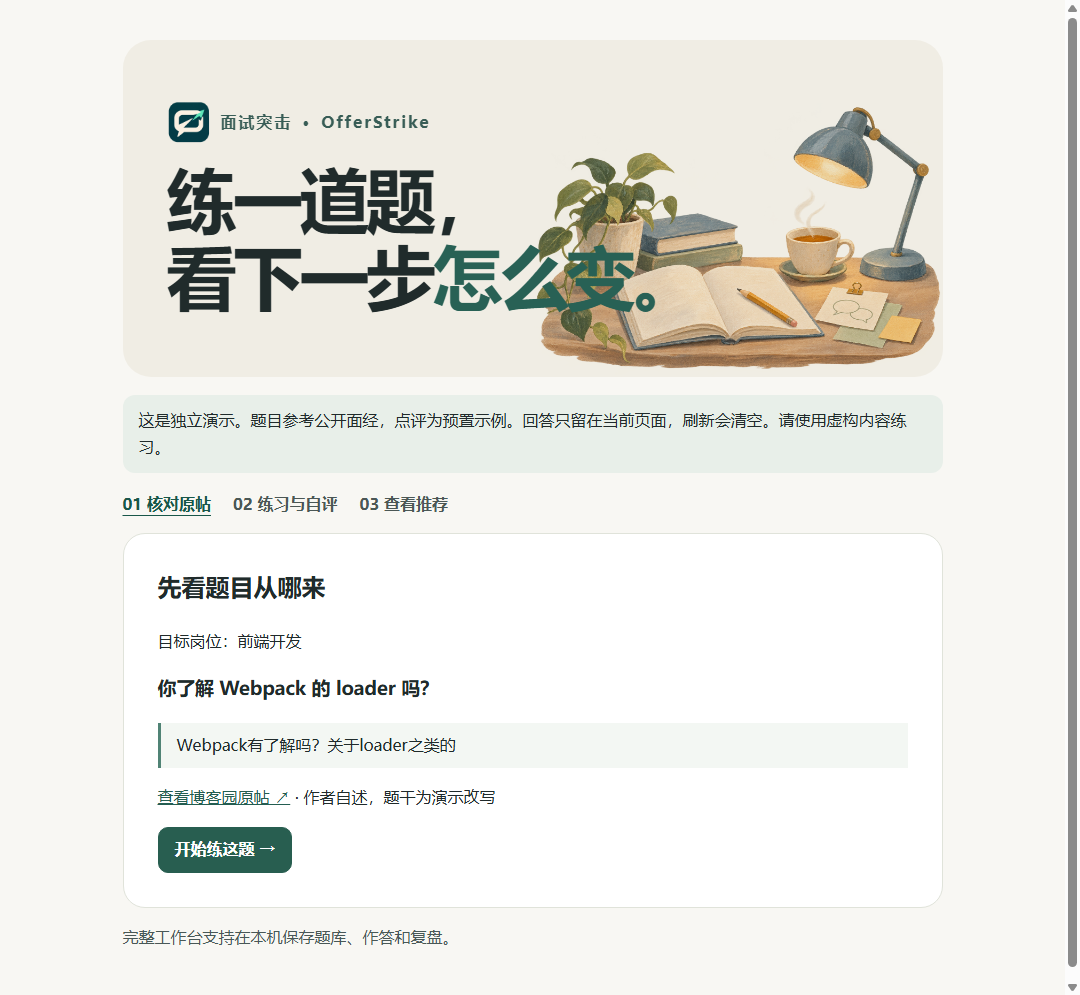 面试突击 • OfferStrike
练一道题，
看下一步怎么变。
这是独立演示。题目参考公开面经，点评为预置示例。回答只留在当前页面，刷新会清空。请使用虚构内容练
习。
01 核对原帖 02 练习与自评 03 查看推荐
先看题目从哪来
目标岗位：前端开发
你了解 Webpack 的 loader 吗？
Webpack有了解吗？关于loader之类的
查看博客园原帖 ↗ · 作者自述，题干为演示改写
开始练这题 →
完整工作台支持在本机保存题库、作答和复盘。